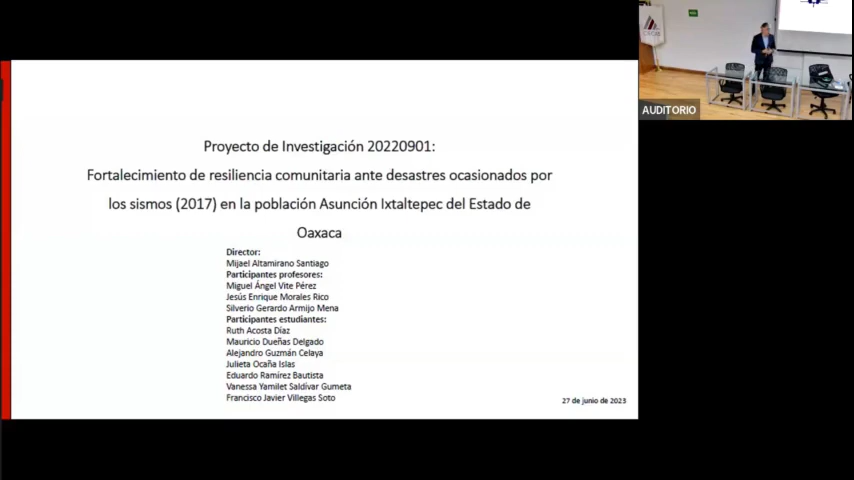 Proyecto de Investigación 20220901:
Fortalecimiento de resiliencia comunitaria ante desastres ocasionados por
los sismos (2017) en la población Asunción Ixtaltepec del Estado de
Oaxaca
Director:
Mijael Altamirano Santiago
Participantes profesores:
Miguel Ángel Vite Pérez
Jesús Enrique Morales Rico
Silverio Gerardo Armijo Mena
Participantes estudiantes:
Ruth Acosta Díaz
Mauricio Dueñas Delgado
Alejandro Guzmán Celaya
Julieta Ocaña Islas
Eduardo Ramírez Bautista
Vanessa Yamilet Saldívar Gumeta
Francisco Javier Villegas Soto
27 de junio de 2023
AUDITORIO